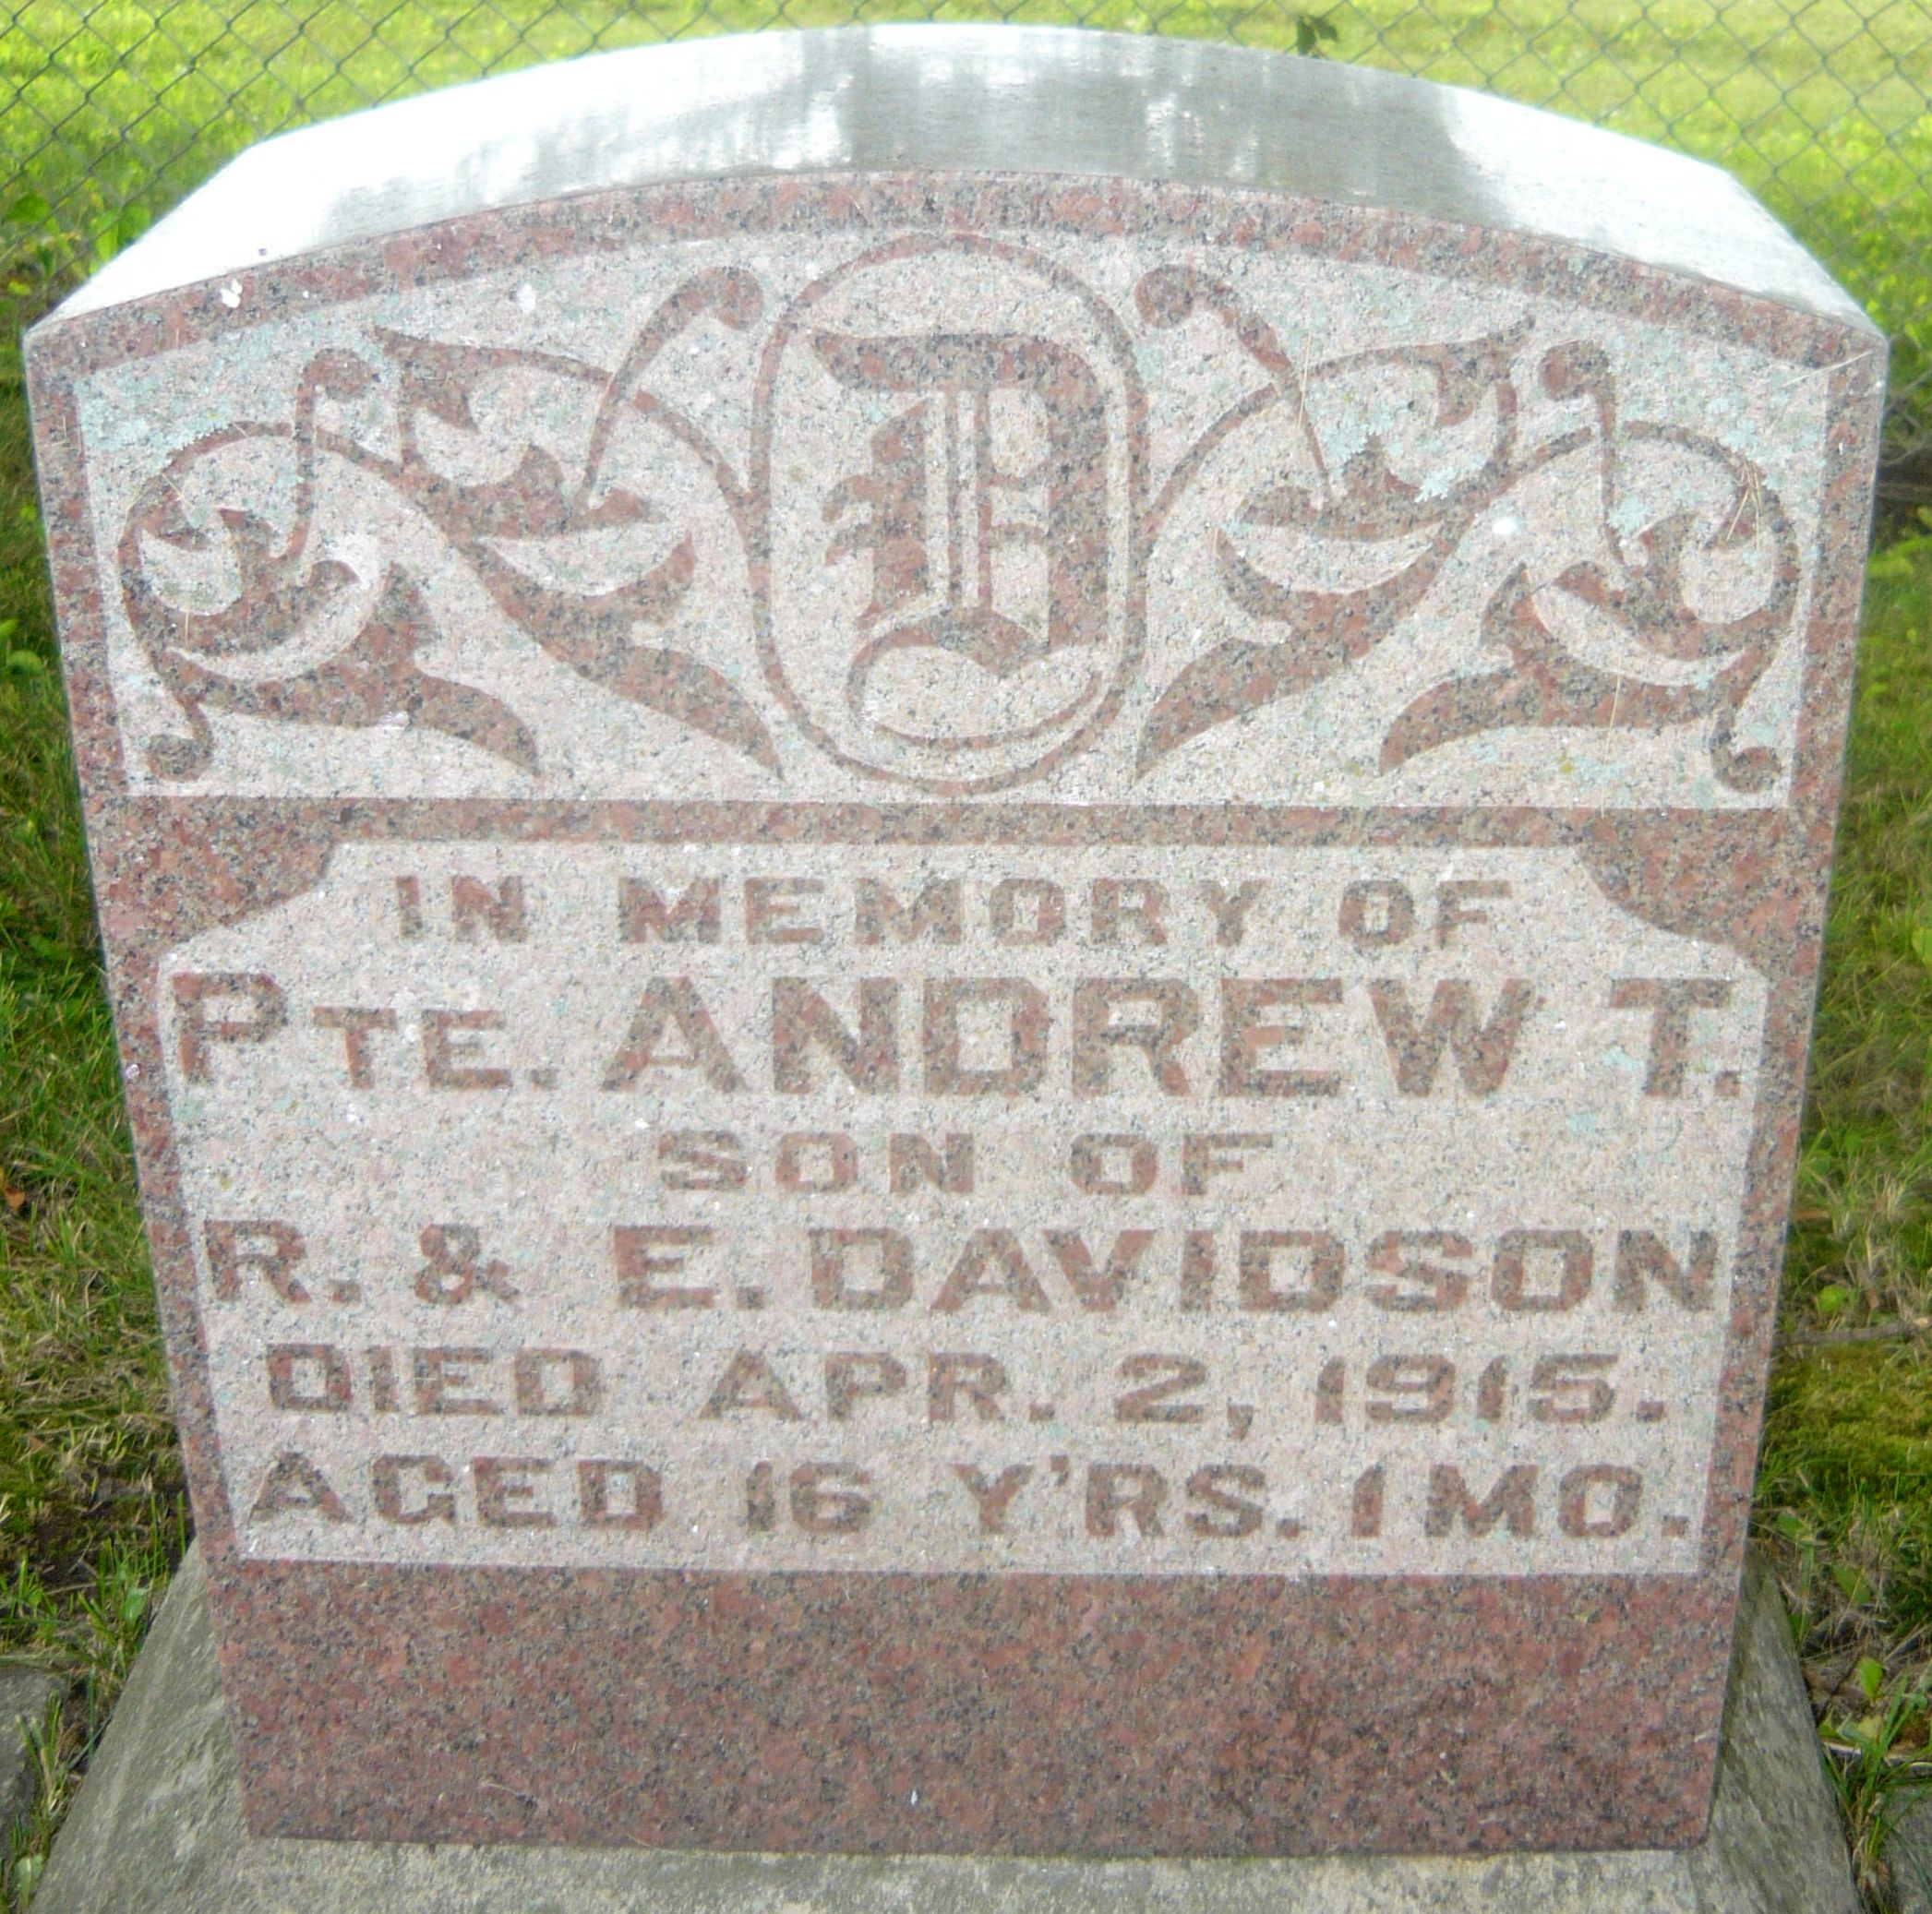 D
IN MEMORY OF
PTE. ANDREW T.
SON OF
R. & E. DAVIDSON
DIED APR. 2, 1915.
AGED 16 Y'RS. 1 MO.